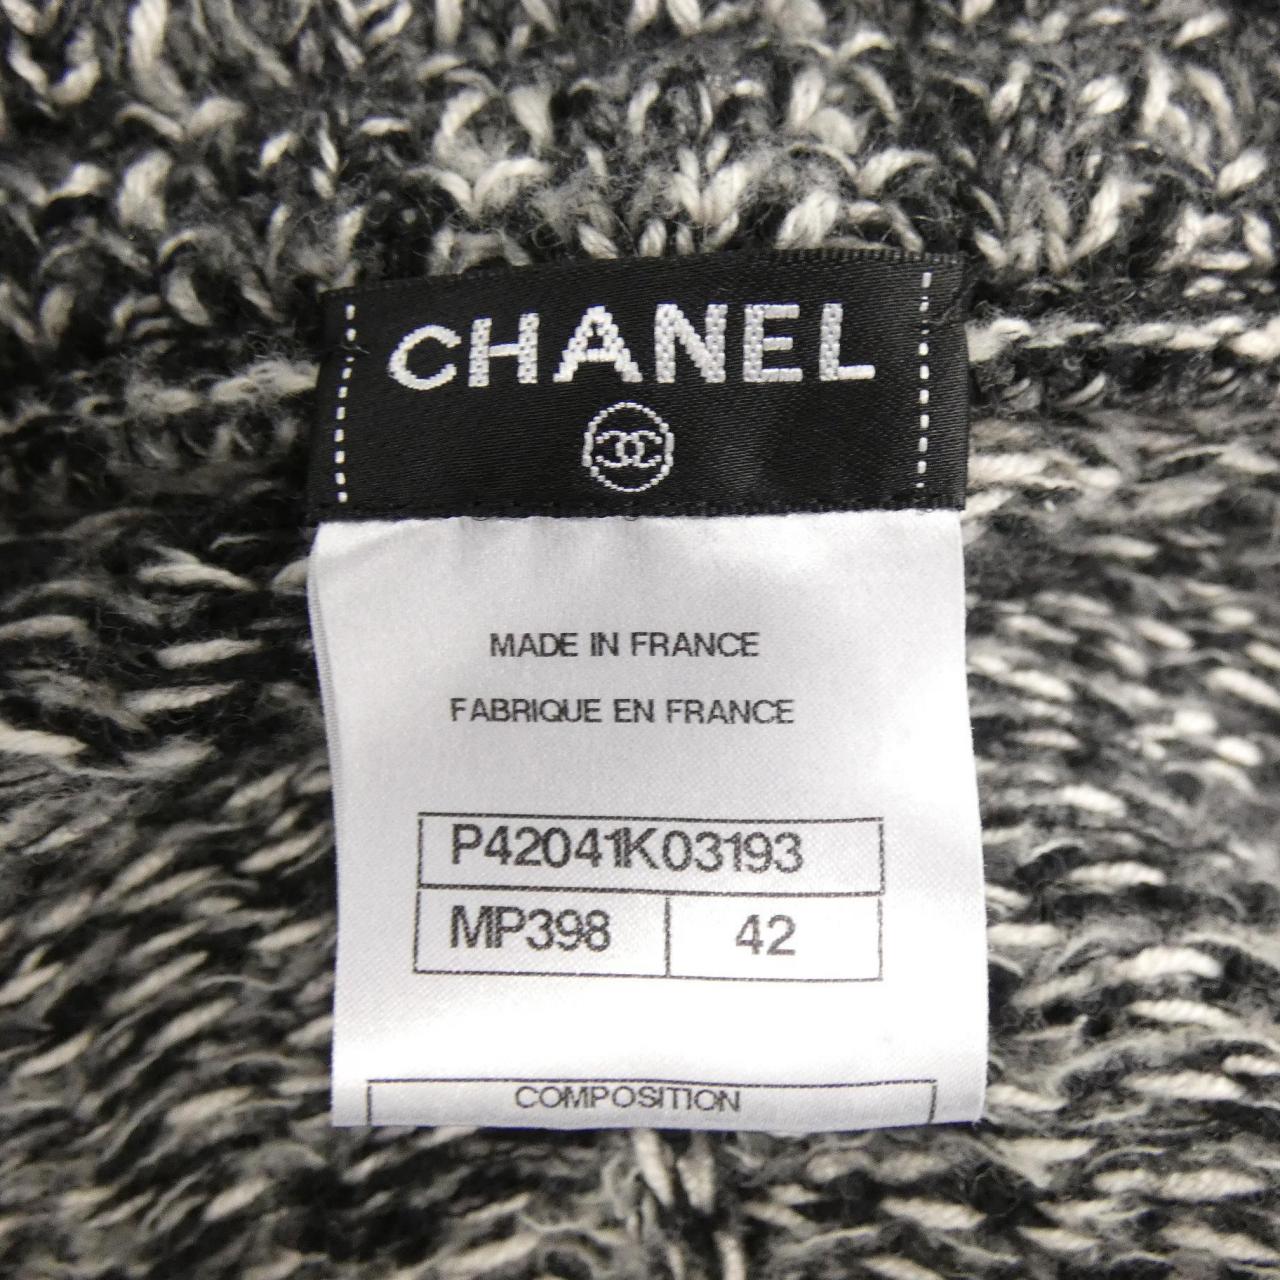 CHANEL
MADE IN FRANCE
FABRIQUE EN FRANCE
P42041K03193
MP398 42
COMPOSITION